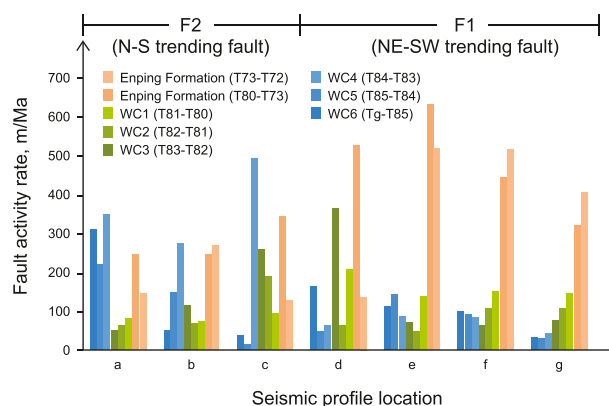 F2 F1
(N-S trending fault) (NE-SW trending fault)
Fault activity rate, m/Ma
700
600
500
400
300
200
100
0
Enping Formation (T73-T72)
Enping Formation (T80-T73)
WC1 (T81-T80)
WC2 (T82-T81)
WC3 (T83-T82)
WC4 (T84-T83)
WC5 (T85-T84)
WC6 (Tg-T85)
a b c d e f g
Seismic profile location